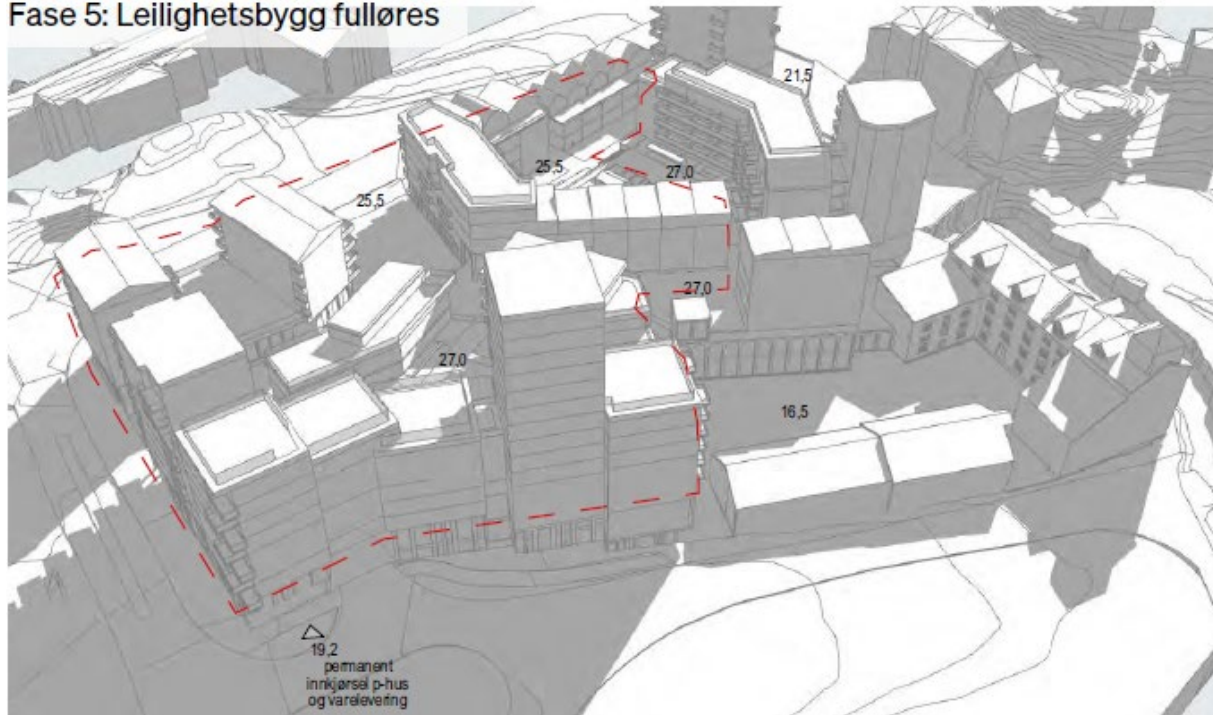 Fase 5: Leilighetsbygg fulløres
21,5
25,5
27,0
25,5
27,0
27,0
16,5
19,2
permanent
innkjørsel p-hus
og varelevering